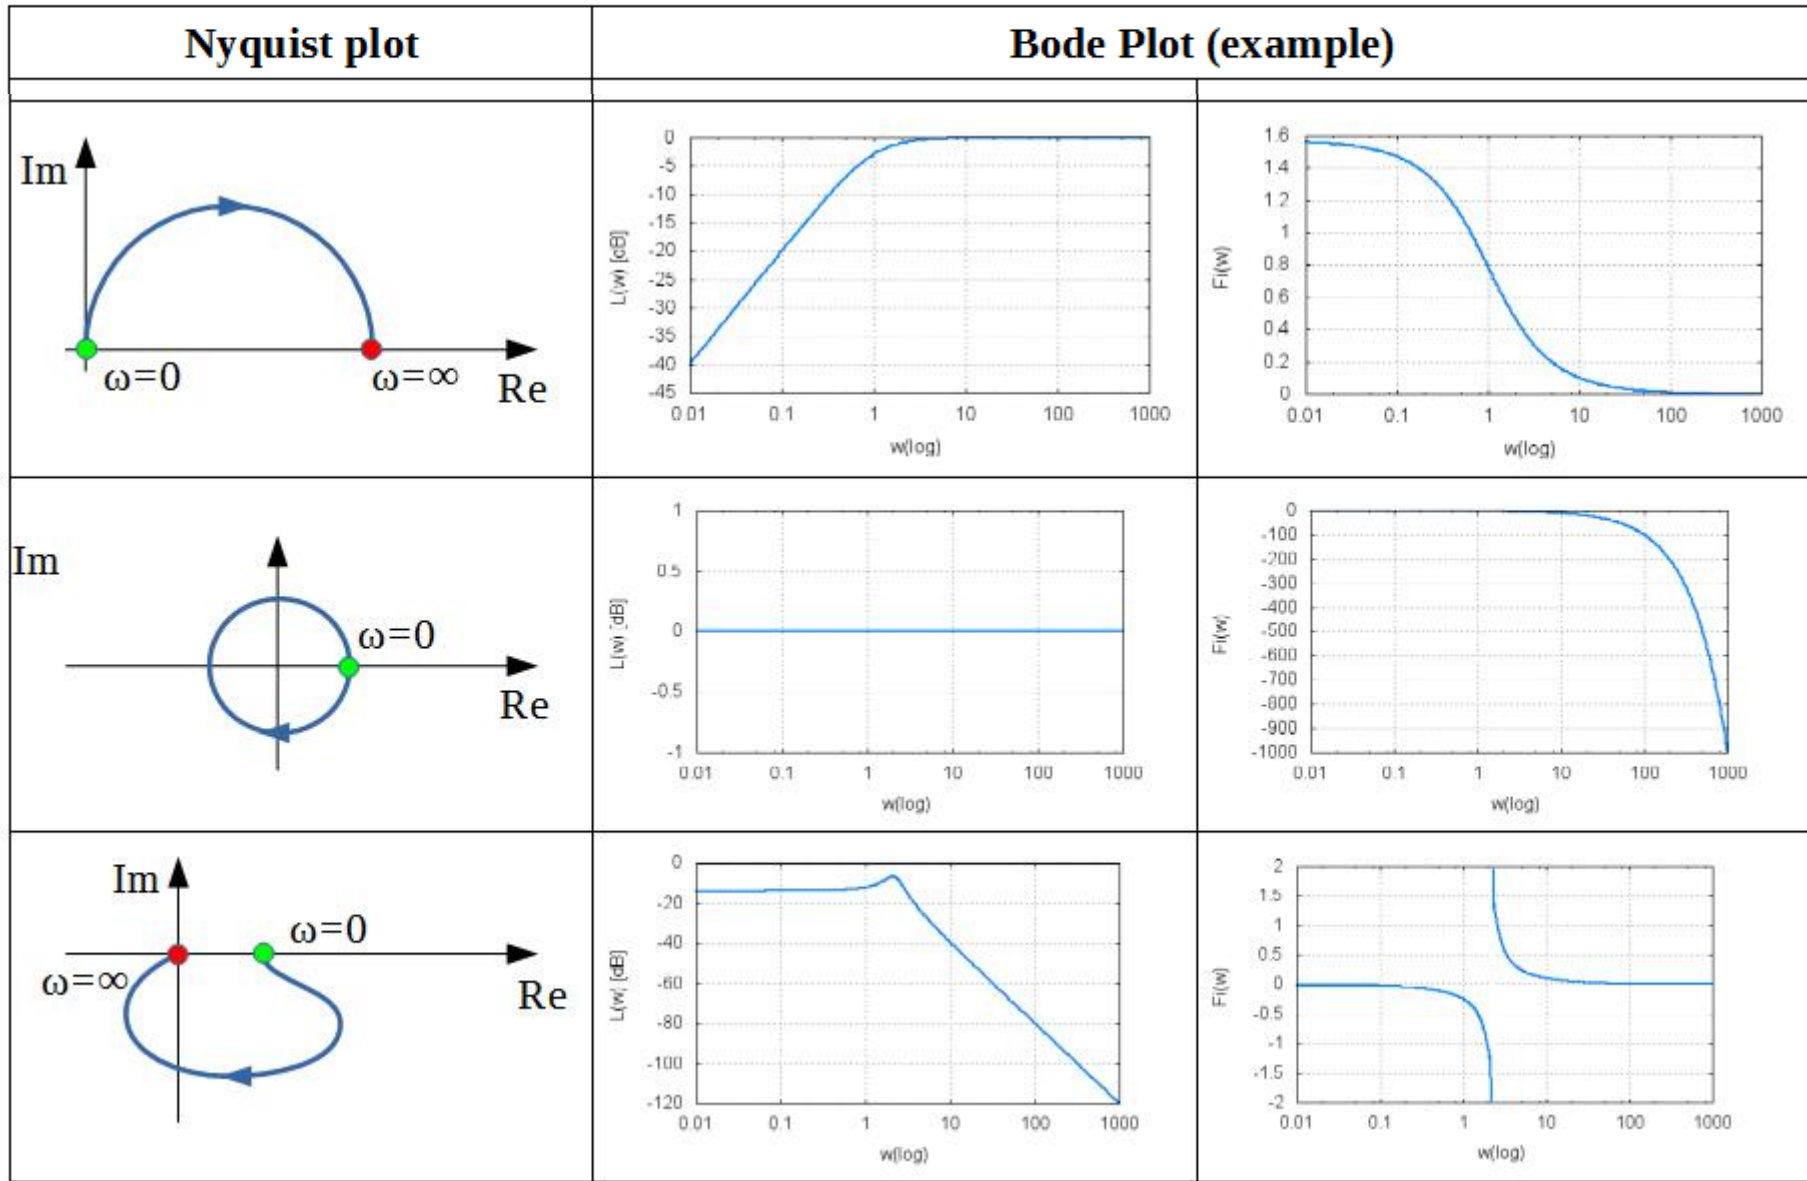 Nyquist plot
Bode Plot (example)
Im
ω=0
ω=∞
Re
L(w) [dB]
0
-5
-10
-15
-20
-25
-30
-35
-40
-45
0.01 0.1 1 10 100 1000
w(log)
Fi(w)
1.6
1.4
1.2
1
0.8
0.6
0.4
0.2
0
0.01 0.1 1 10 100 1000
w(log)
Im
ω=0
Re
L(w) [dB]
1
0.5
0
-0.5
-1
0.01 0.1 1 10 100 1000
w(log)
Fi(w)
0
-100
-200
-300
-400
-500
-600
-700
-800
-900
-1000
0.01 0.1 1 10 100 1000
w(log)
Im
ω=0
ω=∞
Re
L(w) [dB]
0
-20
-40
-60
-80
-100
-120
0.01 0.1 1 10 100 1000
w(log)
Fi(w)
2
1.5
1
0.5
0
-0.5
-1
-1.5
-2
0.01 0.1 1 10 100 1000
w(log)